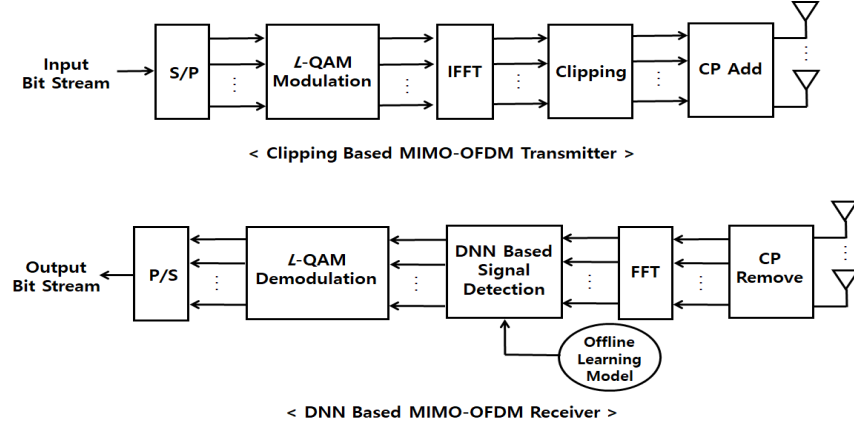 Input
Bit Stream
S/P
L-QAM
Modulation
IFFT
Clipping
CP Add
< Clipping Based MIMO-OFDM Transmitter >
Output
Bit Stream
P/S
L-QAM
Demodulation
DNN Based
Signal
Detection
FFT
CP
Remove
Offline
Learning
Model
< DNN Based MIMO-OFDM Receiver >